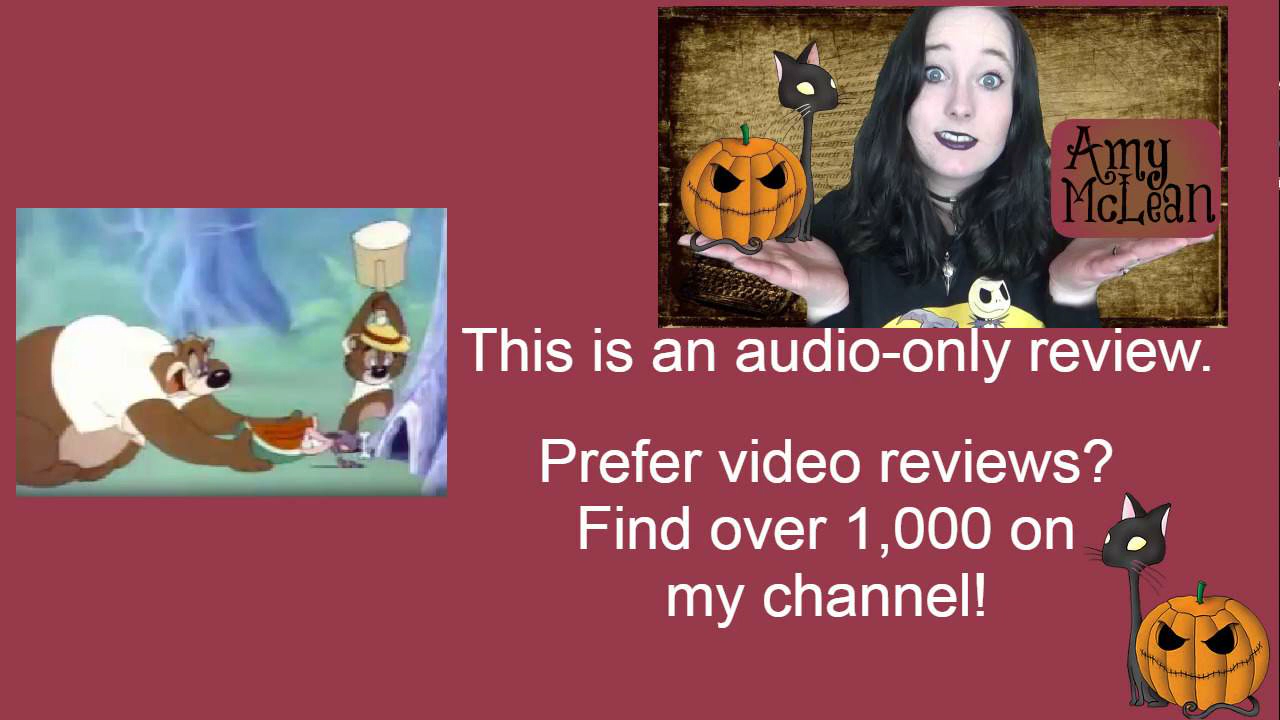 Amy
McLean
This is an audio-only review.
Prefer video reviews?
Find over 1,000 on
my channel!